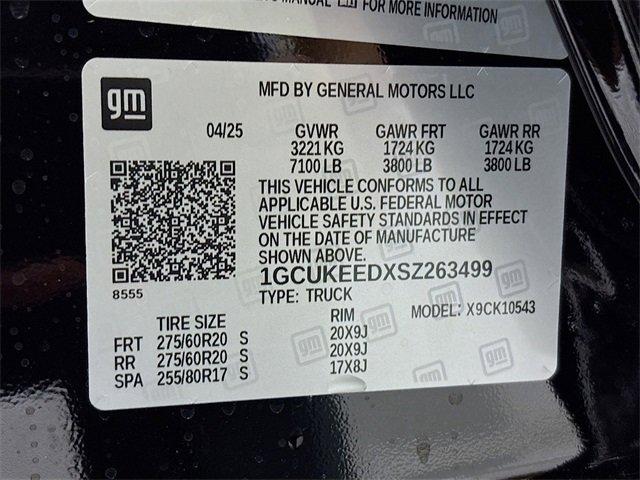 MANUAL gm FOR MORE INFORMATION
gm
MFD BY GENERAL MOTORS LLC
04/25 GVWR GAWR FRT GAWR RR
3221 KG 1724 KG 1724 KG
7100 LB 3800 LB 3800 LB
THIS VEHICLE CONFORMS TO ALL
APPLICABLE U.S. FEDERAL MOTOR
VEHICLE SAFETY STANDARDS IN EFFECT
ON THE DATE OF MANUFACTURE
SHOWN ABOVE.
1GCUKEEDXSZ263499
8555
TYPE: TRUCK
MODEL: X9CK10543
TIRE SIZE RIM
FRT 275/60R20 S 20X9J
RR 275/60R20 S 20X9J
SPA 255/80R17 S 17X8J